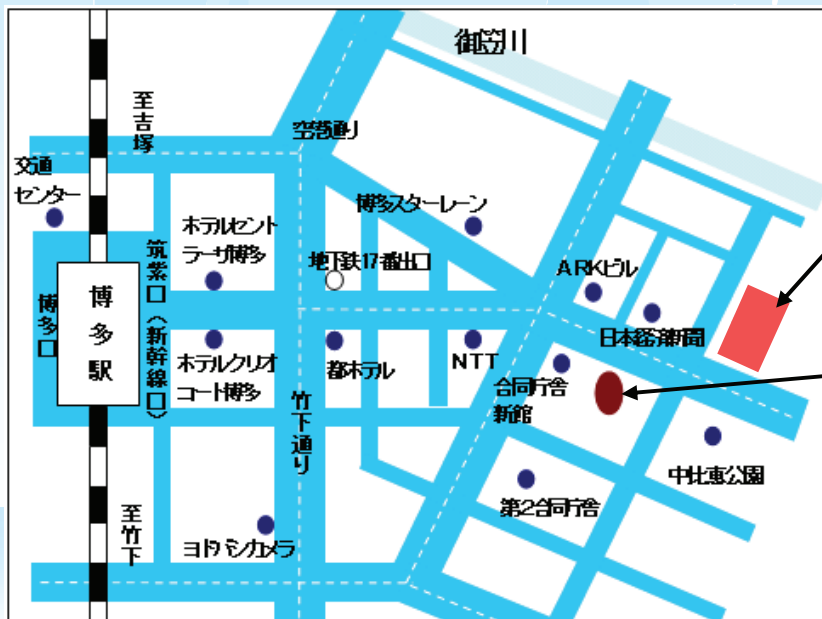 御笠川
至吉塚
空港通り
交通
センター
博多スターレーン
ホテルセント
ラーザ博多
地下鉄17番出口
ARKビル
筑紫口(新幹線口)
博多口
博多駅
日本経済新聞
ホテルクリオ
コート博多
都ホテル
NTT
合同庁舎
新館
竹下通り
中比恵公園
第2合同庁舎
至竹下
ヨドバシカメラ